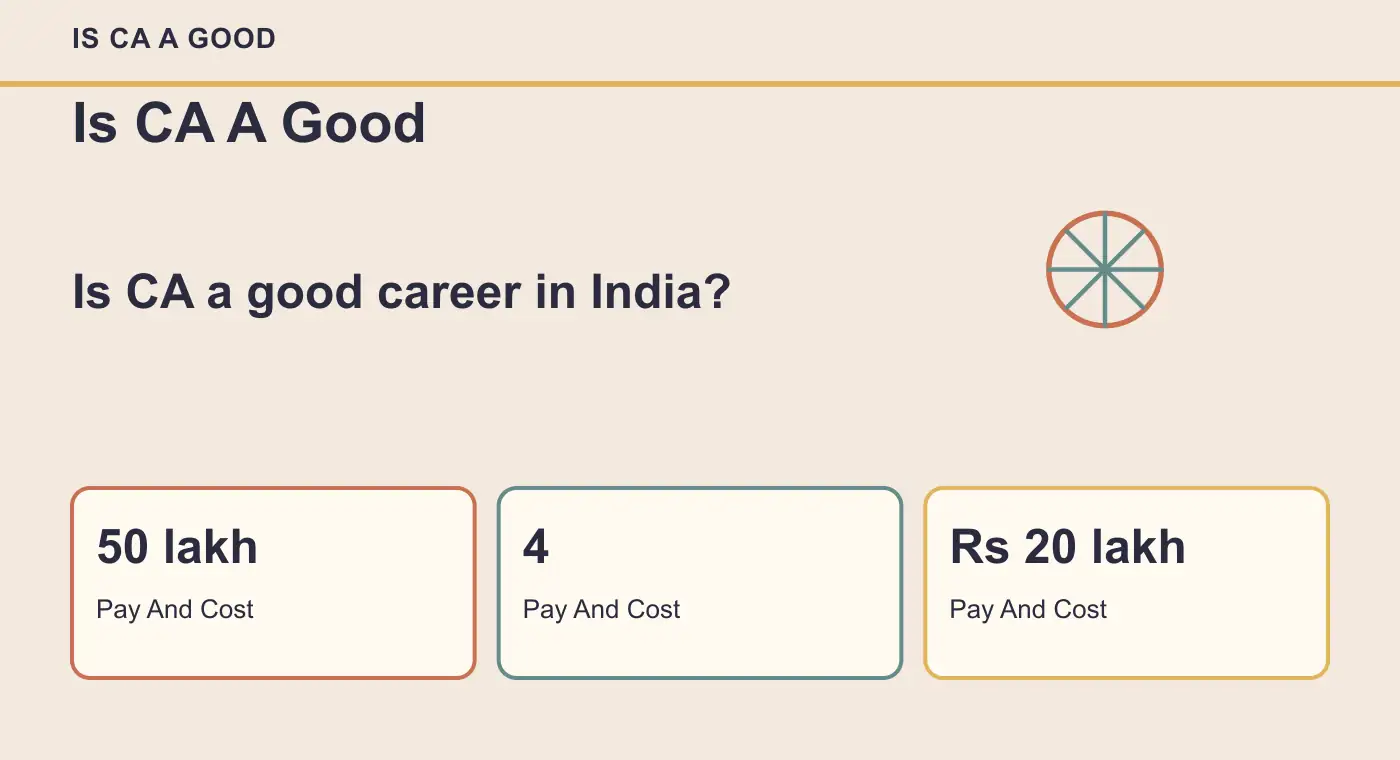 IS CA A GOOD
Is CA A Good
Is CA a good career in India?
50 lakh
Pay And Cost
4
Pay And Cost
Rs 20 lakh
Pay And Cost